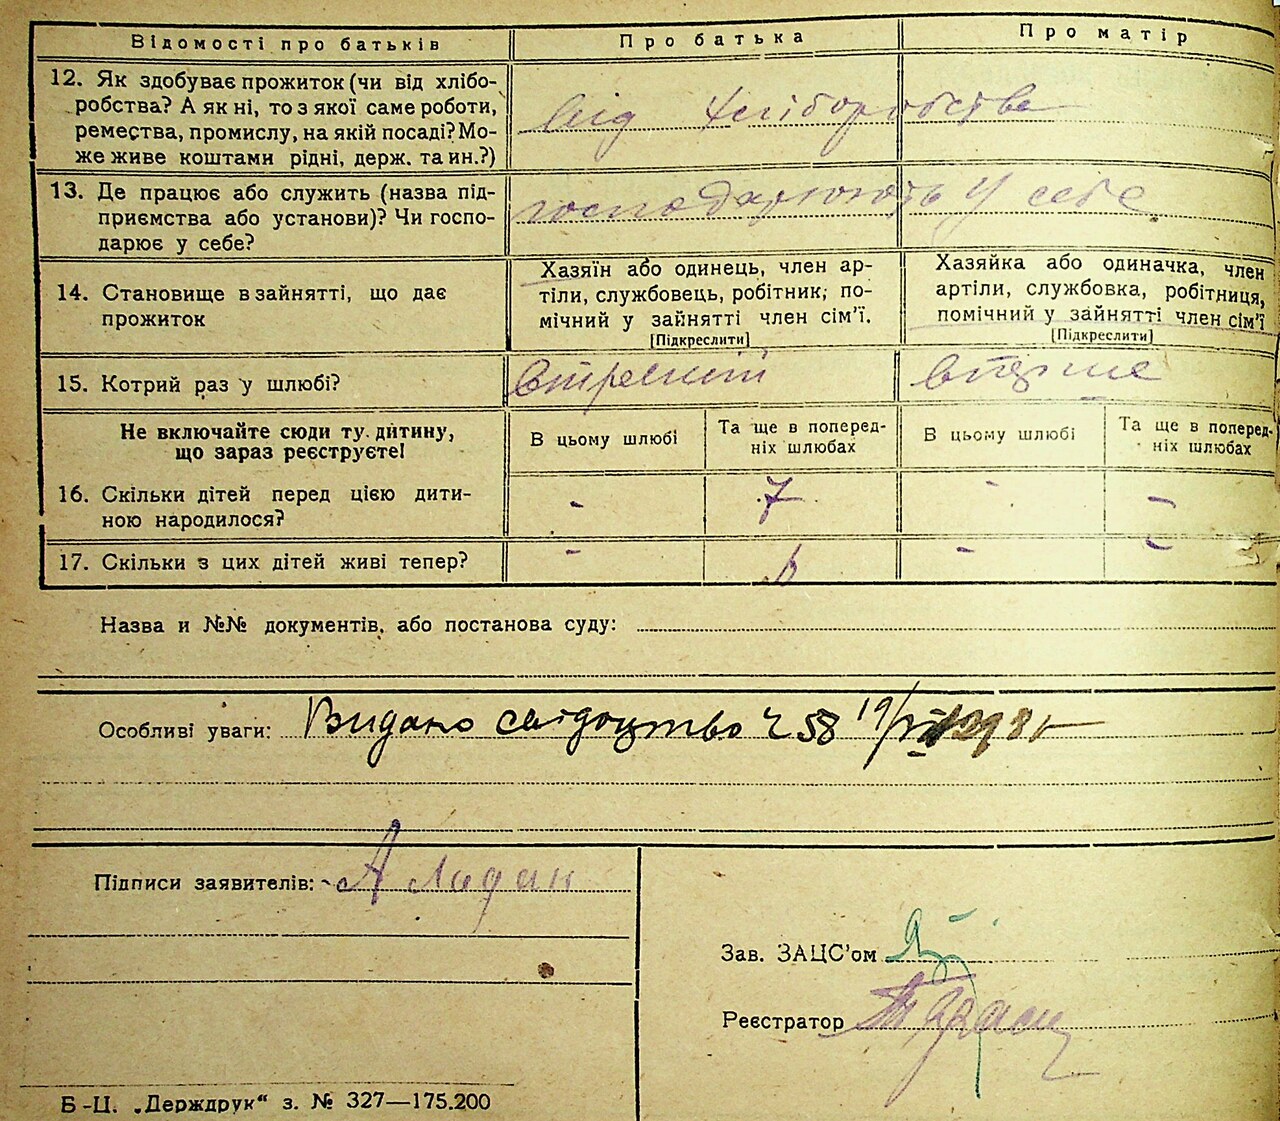 Відомості про батьків Про батька Про матір
12. Як здобуває прожиток (чи від хлібо-
робства? А як ні, то з якої саме роботи,
ремества, промислу, на якій посаді? Мо-
же живе коштами рідні, держ. та ин.?)
від хліборобства
13. Де працює або служить (назва під-
приємства або установи)? Чи госпо-
дарює у себе?
господарюють у себе
14. Становище в зайнятті, що дає
прожиток
Хазяїн або одинець, член ар-
тіли, службовець, робітник; по-
мічний у зайнятті член сім'ї.
[Підкреслити]
Хазяйка або одиначка, член
артіли, службовка, робітниця,
помічний у зайнятті член сім'ї
[Підкреслити]
15. Котрий раз у шлюбі?
вперше
Не включайте сюди ту дитину,
що зараз реєструєте!
В цьому шлюбі
Та ще в поперед-
ніх шлюбах
В цьому шлюбі
Та ще в поперед-
ніх шлюбах
16. Скільки дітей перед цією дити-
ною народилося?
- 7 - -
17. Скільки з цих дітей живі тепер?
- - -
Назва и №№ документів, або постанова суду:
Особливі уваги: Видано свідоцтво Ч 58 19/
Підписи заявителів: А Ладан
Зав. ЗАЦС'ом
Реєстратор
Б-Ц. „Держдрук" з. № 327—175.200